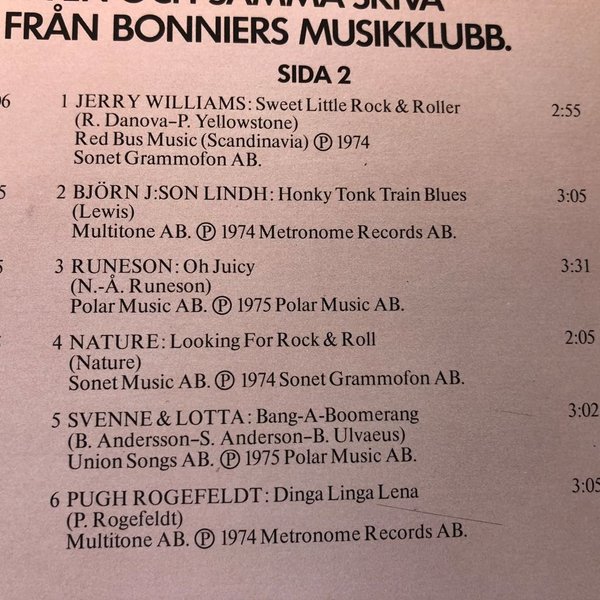 OCH SAMMA SKIVA
FRÅN BONNIERS MUSIKKLUBB.
SIDA 2
1 JERRY WILLIAMS: Sweet Little Rock & Roller 2:55
(R. Danova–P. Yellowstone)
Red Bus Music (Scandinavia) Ⓟ 1974
Sonet Grammofon AB.
2 BJÖRN J:SON LINDH: Honky Tonk Train Blues 3:05
(Lewis)
Multitone AB. Ⓟ 1974 Metronome Records AB.
3 RUNESON: Oh Juicy 3:31
(N.-Å. Runeson)
Polar Music AB. Ⓟ 1975 Polar Music AB.
4 NATURE: Looking For Rock & Roll 2:05
(Nature)
Sonet Music AB. Ⓟ 1974 Sonet Grammofon AB.
5 SVENNE & LOTTA: Bang-A-Boomerang 3:02
(B. Andersson–S. Anderson–B. Ulvaeus)
Union Songs AB. Ⓟ 1975 Polar Music AB.
6 PUGH ROGEFELDT: Dinga Linga Lena 3:05
(P. Rogefeldt)
Multitone AB. Ⓟ 1974 Metronome Records AB.